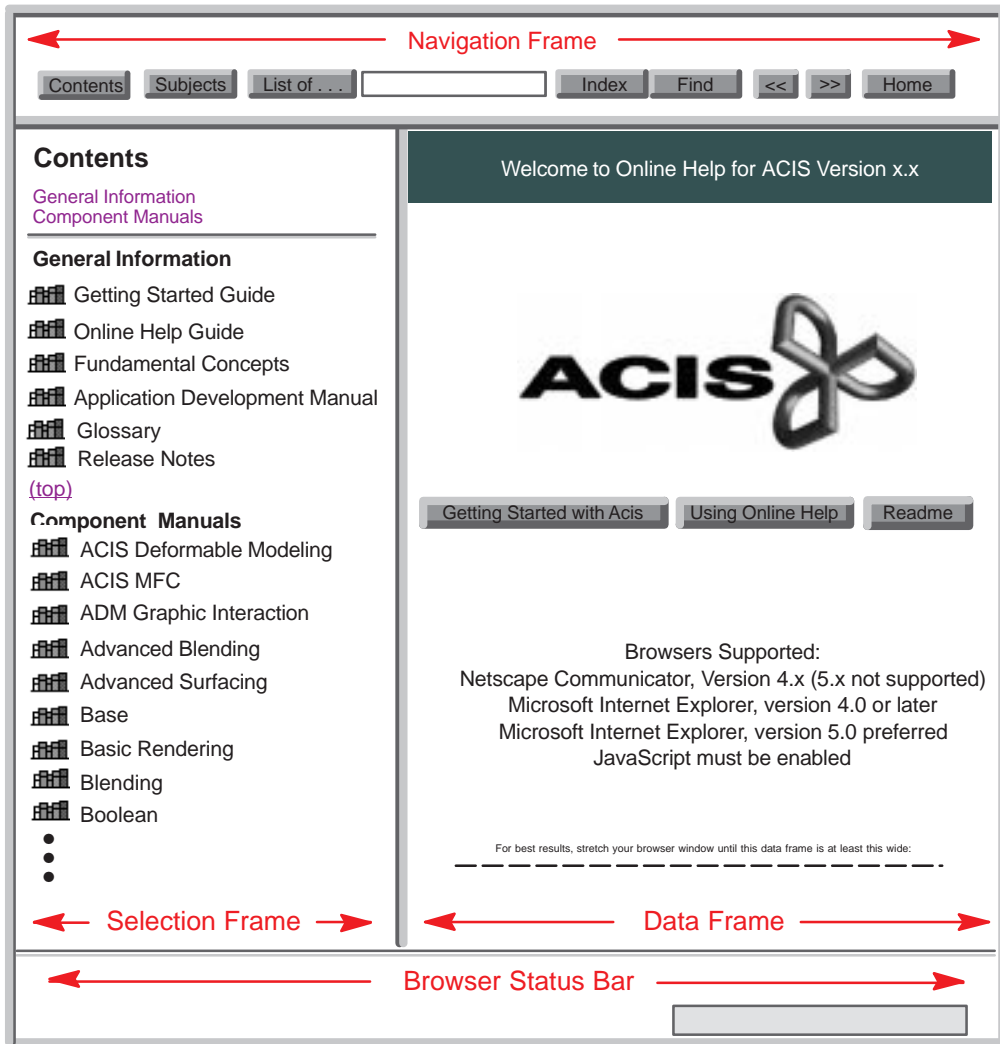 Navigation Frame
Contents Subjects List of . . . Index Find << >> Home
Contents
General Information
Component Manuals
General Information
Getting Started Guide
Online Help Guide
Fundamental Concepts
Application Development Manual
Glossary
Release Notes
(top)
Component Manuals
ACIS Deformable Modeling
ACIS MFC
ADM Graphic Interaction
Advanced Blending
Advanced Surfacing
Base
Basic Rendering
Blending
Boolean
Selection Frame
Welcome to Online Help for ACIS Version x.x
ACIS
Getting Started with Acis Using Online Help Readme
Browsers Supported:
Netscape Communicator, Version 4.x (5.x not supported)
Microsoft Internet Explorer, version 4.0 or later
Microsoft Internet Explorer, version 5.0 preferred
JavaScript must be enabled
For best results, stretch your browser window until this data frame is at least this wide:
Data Frame
Browser Status Bar